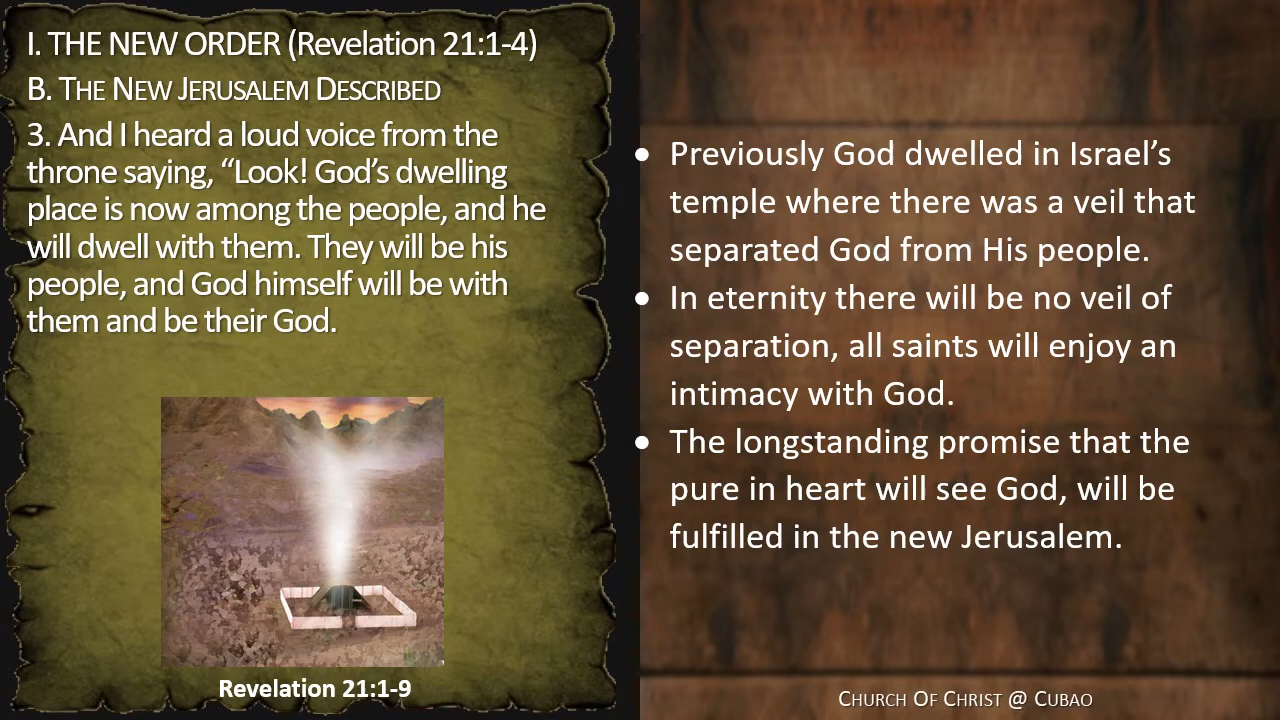 I. THE NEW ORDER (Revelation 21:1-4)
B. THE NEW JERUSALEM DESCRIBED
3. And I heard a loud voice from the
throne saying, “Look! God’s dwelling
place is now among the people, and he
will dwell with them. They will be his
people, and God himself will be with
them and be their God.
Revelation 21:1-9
• Previously God dwelled in Israel’s
temple where there was a veil that
separated God from His people.
• In eternity there will be no veil of
separation, all saints will enjoy an
intimacy with God.
• The longstanding promise that the
pure in heart will see God, will be
fulfilled in the new Jerusalem.
CHURCH OF CHRIST @ CUBAO